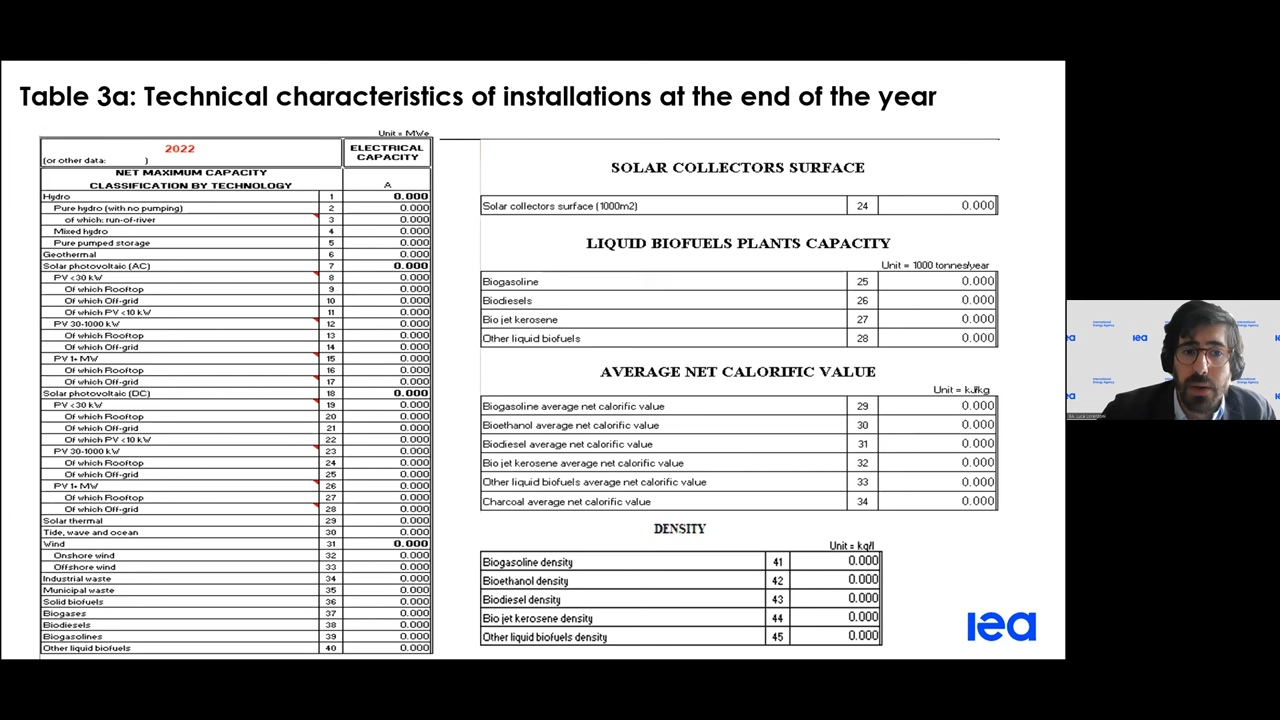 Table 3a: Technical characteristics of installations at the end of the year
Unit = MWe
2022
(or other data: )
ELECTRICAL CAPACITY
NET MAXIMUM CAPACITY
CLASSIFICATION BY TECHNOLOGY A
Hydro 1 0.000
Pure hydro (with no pumping) 2 0.000
of which: run-of-river 3 0.000
Mixed hydro 4 0.000
Pure pumped storage 5 0.000
Geothermal 6 0.000
Solar photovoltaic (AC) 7 0.000
PV <30 kW 8 0.000
Of which Rooftop 9 0.000
Of which Off-grid 10 0.000
Of which PV <10 kW 11 0.000
PV 30-1000 kW 12 0.000
Of which Rooftop 13 0.000
Of which Off-grid 14 0.000
PV 1+ MW 15 0.000
Of which Rooftop 16 0.000
Of which Off-grid 17 0.000
Solar photovoltaic (DC) 18 0.000
PV <30 kW 19 0.000
Of which Rooftop 20 0.000
Of which Off-grid 21 0.000
Of which PV <10 kW 22 0.000
PV 30-1000 kW 23 0.000
Of which Rooftop 24 0.000
Of which Off-grid 25 0.000
PV 1+ MW 26 0.000
Of which Rooftop 27 0.000
Of which Off-grid 28 0.000
Solar thermal 29 0.000
Tide, wave and ocean 30 0.000
Wind 31 0.000
Onshore wind 32 0.000
Offshore wind 33 0.000
Industrial waste 34 0.000
Municipal waste 35 0.000
Solid biofuels 36 0.000
Biogases 37 0.000
Biodiesels 38 0.000
Biogasolines 39 0.000
Other liquid biofuels 40 0.000
SOLAR COLLECTORS SURFACE
Solar collectors surface (1000m2) 24 0.000
LIQUID BIOFUELS PLANTS CAPACITY
Unit = 1000 tonnes/year
Biogasoline 25 0.000
Biodiesels 26 0.000
Bio jet kerosene 27 0.000
Other liquid biofuels 28 0.000
AVERAGE NET CALORIFIC VALUE
Unit = kJ/kg
Biogasoline average net calorific value 29 0.000
Bioethanol average net calorific value 30 0.000
Biodiesel average net calorific value 31 0.000
Bio jet kerosene average net calorific value 32 0.000
Other liquid biofuels average net calorific value 33 0.000
Charcoal average net calorific value 34 0.000
DENSITY
Unit = kg/l
Biogasoline density 41 0.000
Bioethanol density 42 0.000
Biodiesel density 43 0.000
Bio jet kerosene density 44 0.000
Other liquid biofuels density 45 0.000
iea
International Energy Agency
iea